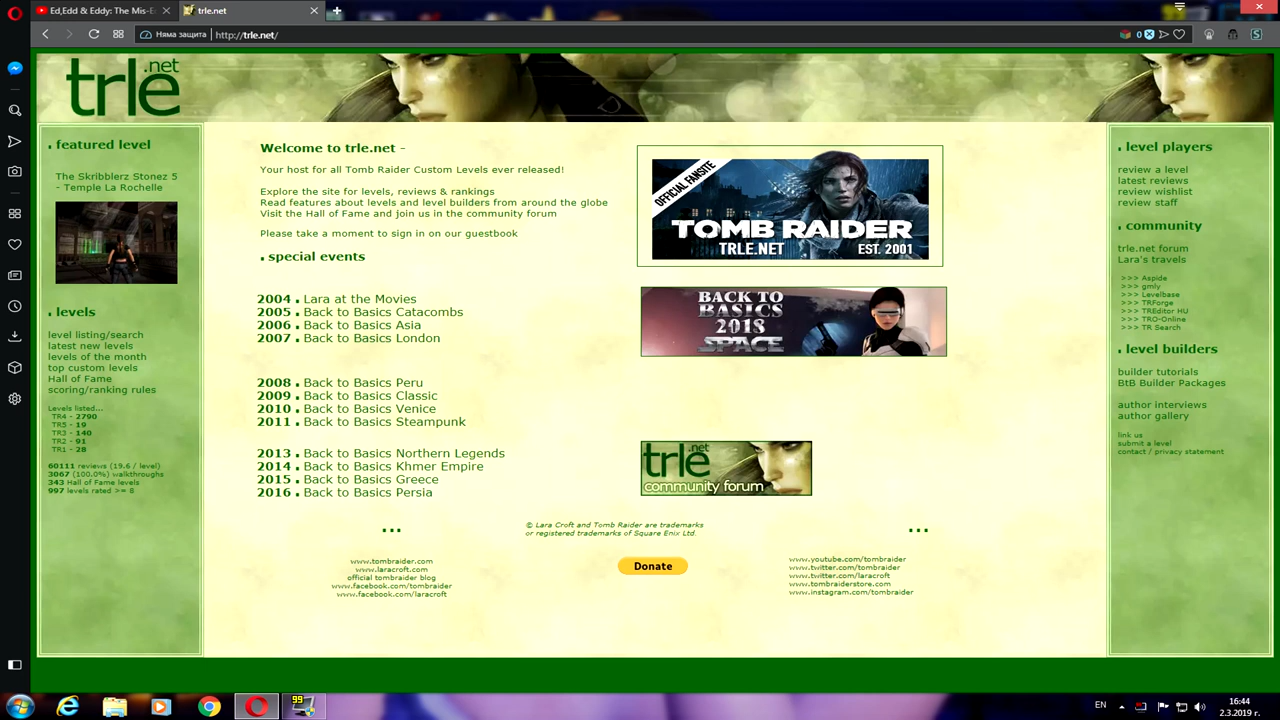 Ed,Edd & Eddy: The Mis-E
trle.net
Няма защита
http://trle.net/
0
trle
.net
. featured level
The Skribblerz Stonez 5
- Temple La Rochelle
. levels
level listing/search
latest new levels
levels of the month
top custom levels
Hall of Fame
scoring/ranking rules
Levels listed...
TR4 - 2790
TR5 - 19
TR3 - 140
TR2 - 91
TR1 - 28
60111 reviews (19.6 / level)
3067 (100.0%) walkthroughs
343 Hall of Fame levels
997 levels rated >= 8
Welcome to trle.net -
Your host for all Tomb Raider Custom Levels ever released!
Explore the site for levels, reviews & rankings
Read features about levels and level builders from around the globe
Visit the Hall of Fame and join us in the community forum
Please take a moment to sign in on our guestbook
. special events
2004 . Lara at the Movies
2005 . Back to Basics Catacombs
2006 . Back to Basics Asia
2007 . Back to Basics London
2008 . Back to Basics Peru
2009 . Back to Basics Classic
2010 . Back to Basics Venice
2011 . Back to Basics Steampunk
2013 . Back to Basics Northern Legends
2014 . Back to Basics Khmer Empire
2015 . Back to Basics Greece
2016 . Back to Basics Persia
OFFICIAL FANSITE
TOMB RAIDER
TRLE.NET EST. 2001
BACK TO
BASICS
2018
SPACE
trle
.net
community forum
...
www.tombraider.com
www.laracroft.com
official tombraider blog
www.facebook.com/tombraider
www.facebook.com/laracroft
© Lara Croft and Tomb Raider are trademarks
or registered trademarks of Square Enix Ltd.
Donate
...
www.youtube.com/tombraider
www.twitter.com/tombraider
www.twitter.com/laracroft
www.tombraiderstore.com
www.instagram.com/tombraider
. level players
review a level
latest reviews
review wishlist
review staff
. community
trle.net forum
Lara's travels
>>> Aspide
>>> gmly
>>> Levelbase
>>> TRForge
>>> TREditor HU
>>> TRO-Online
>>> TR Search
. level builders
builder tutorials
BtB Builder Packages
author interviews
author gallery
link us
submit a level
contact / privacy statement
99
EN
16:44
2.3.2019 г.